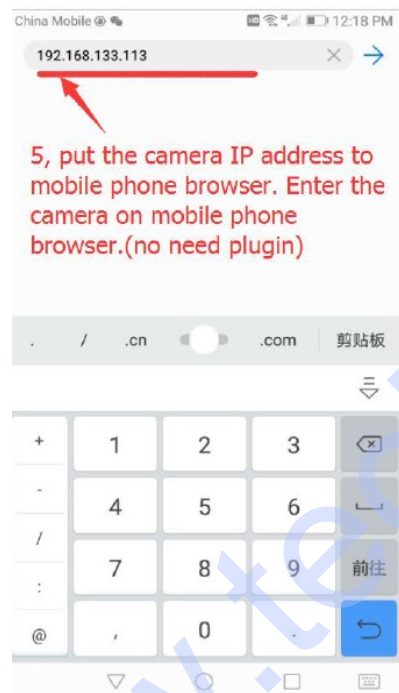 China Mobile HD 4G 12:18 PM
192.168.133.113
5, put the camera IP address to
mobile phone browser. Enter the
camera on mobile phone
browser.(no need plugin)
. / .cn .com 剪贴板
+ 1 2 3
- 4 5 6
/ 7 8 9 前往
: 
@ , 0 .